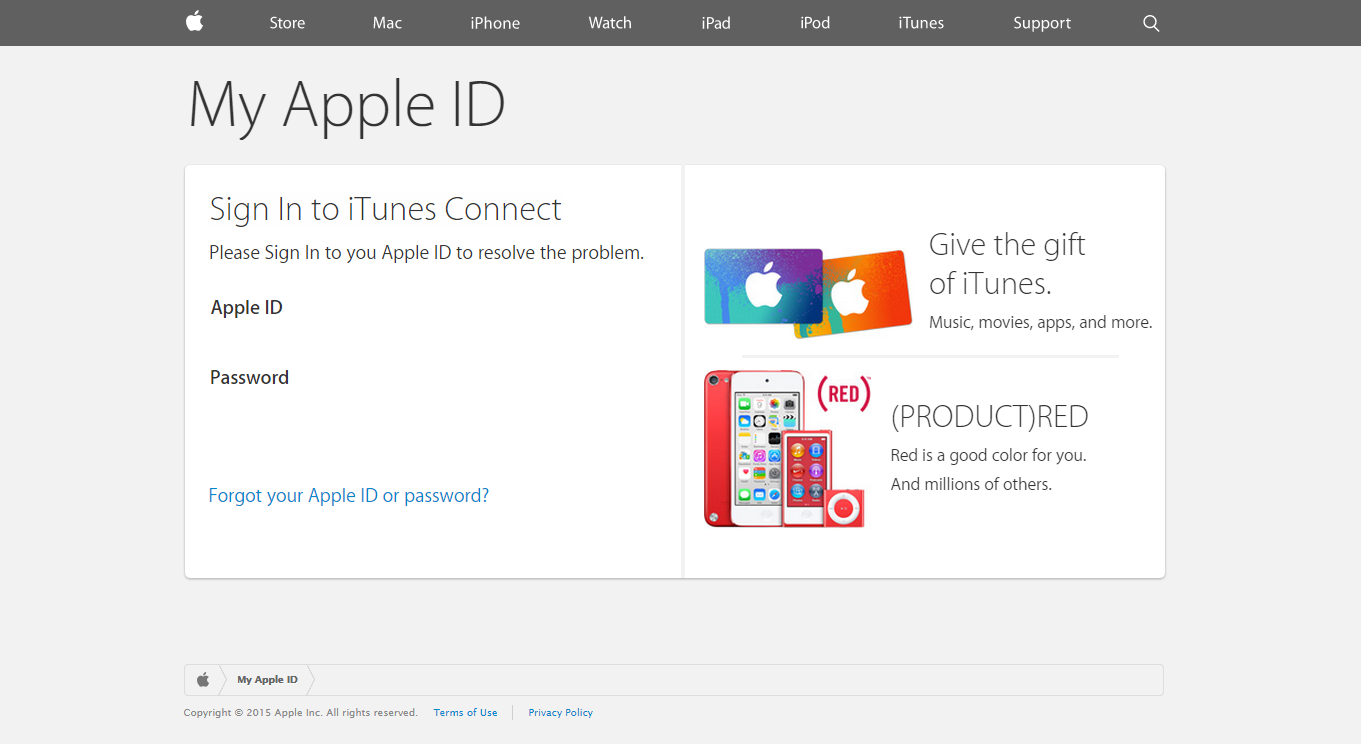 Store Mac iPhone Watch iPad iPod iTunes Support
My Apple ID
Sign In to iTunes Connect
Please Sign In to you Apple ID to resolve the problem.
Apple ID
Password
Forgot your Apple ID or password?
Give the gift
of iTunes.
Music, movies, apps, and more.
(RED)™
(PRODUCT)RED
Red is a good color for you.
And millions of others.
My Apple ID
Copyright © 2015 Apple Inc. All rights reserved. Terms of Use Privacy Policy